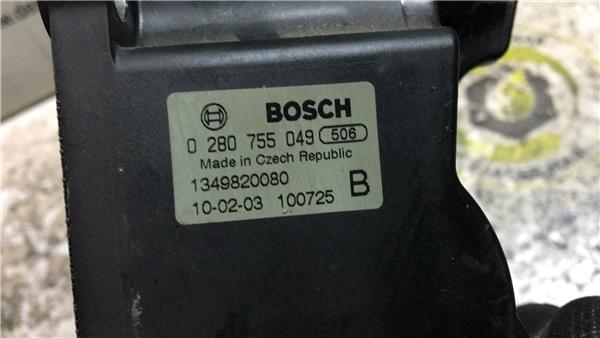 BOSCH
0 280 755 049 506
Made in Czech Republic
1349820080 B
10-02-03 100725